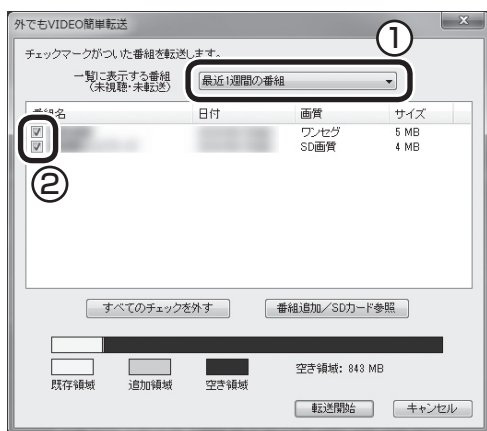 外でもVIDEO簡単転送
チェックマークがついた番組を転送します。
①
一覧に表示する番組
(未視聴・未転送)
最近1週間の番組
番組名 日付 画質 サイズ
ワンセグ 5 MB
SD画質 4 MB
②
すべてのチェックを外す 番組追加/SDカード参照
既存領域 追加領域 空き領域
空き領域: 843 MB
転送開始 キャンセル